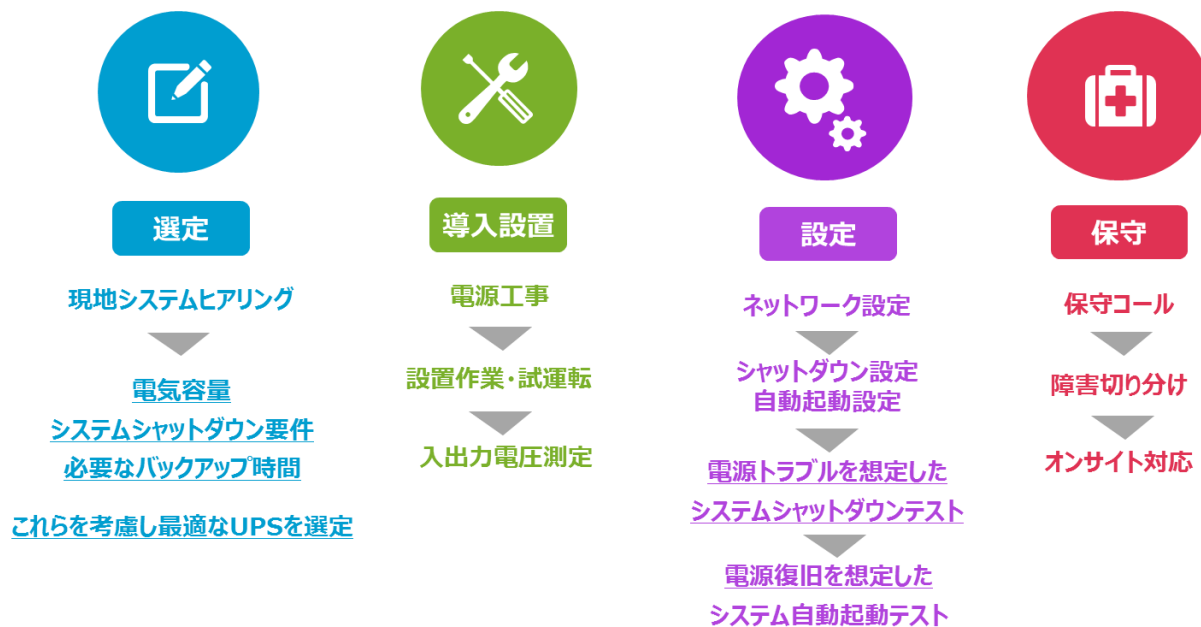 選定
現地システムヒアリング
電気容量
システムシャットダウン要件
必要なバックアップ時間
これらを考慮し最適なUPSを選定
導入設置
電源工事
設置作業・試運転
入出力電圧測定
設定
ネットワーク設定
シャットダウン設定
自動起動設定
電源トラブルを想定した
システムシャットダウンテスト
電源復旧を想定した
システム自動起動テスト
保守
保守コール
障害切り分け
オンサイト対応